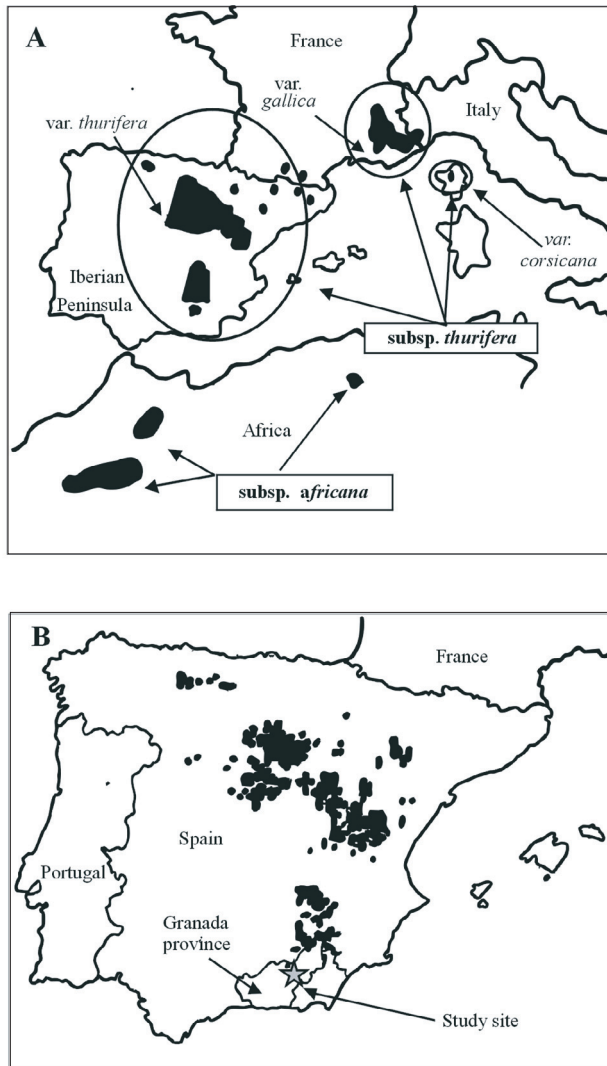 A
France
var.
gallica
Italy
var. thurifera
var.
corsicana
Iberian
Peninsula
subsp. thurifera
Africa
subsp. africana
B
France
Spain
Portugal
Granada
province
Study site